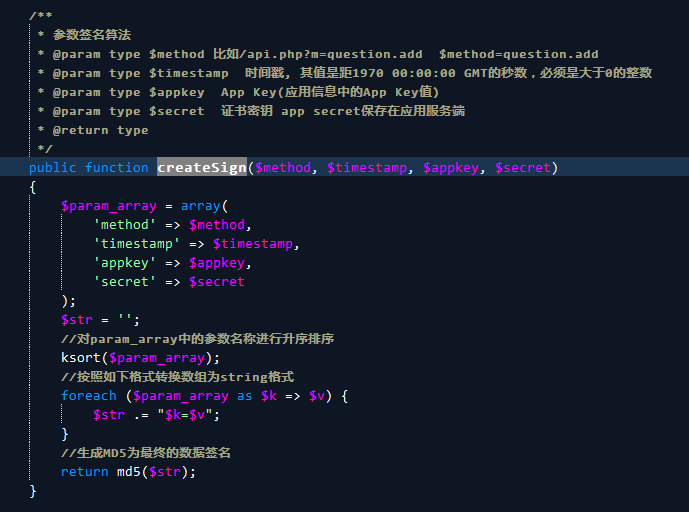 /**
 * 参数签名算法
 * @param type $method 比如/api.php?m=question.add  $method=question.add
 * @param type $timestamp  时间戳, 其值是距1970 00:00:00 GMT的秒数，必须是大于0的整数
 * @param type $appkey  App Key(应用信息中的App Key值)
 * @param type $secret  证书密钥 app secret保存在应用服务端
 * @return type
 */
public function createSign($method, $timestamp, $appkey, $secret)
{
    $param_array = array(
        'method' => $method,
        'timestamp' => $timestamp,
        'appkey' => $appkey,
        'secret' => $secret
    );
    $str = '';
    //对param_array中的参数名称进行升序排序
    ksort($param_array);
    //按照如下格式转换数组为string格式
    foreach ($param_array as $k => $v) {
        $str .= "$k=$v";
    }
    //生成MD5为最终的数据签名
    return md5($str);
}